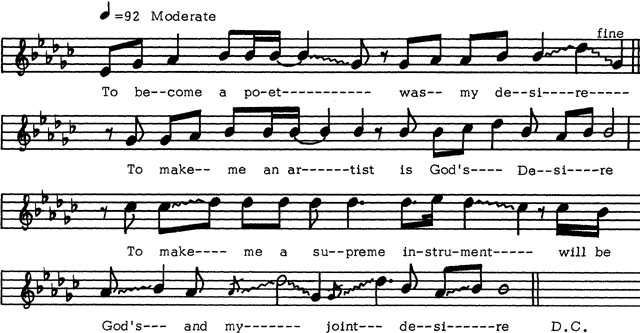 ♩=92 Moderate
fine
To be--come a po-et----------- was-- my de--si---re-----
To make-- me an ar------tist is God's---- De--si---re
To make---- me a su--preme in-stru-ment----- will be
God's--- and my------- joint--- de--si------re D.C.